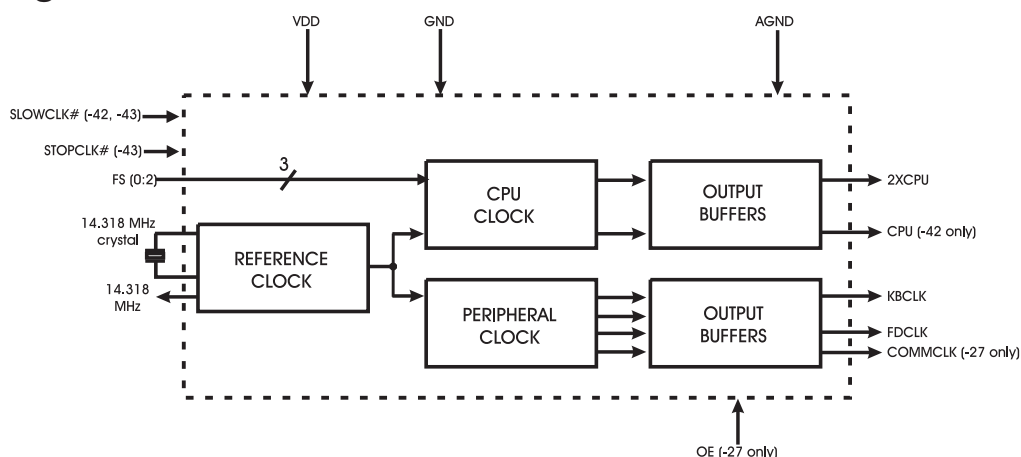 VDD
GND
AGND
SLOWCLK# (-42, -43)
STOPCLK# (-43)
FS (0:2)
3
CPU
CLOCK
OUTPUT
BUFFERS
2XCPU
CPU (-42 only)
14.318 MHz
crystal
REFERENCE
CLOCK
14.318
MHz
PERIPHERAL
CLOCK
OUTPUT
BUFFERS
KBCLK
FDCLK
COMMCLK (-27 only)
OE (-27 only)